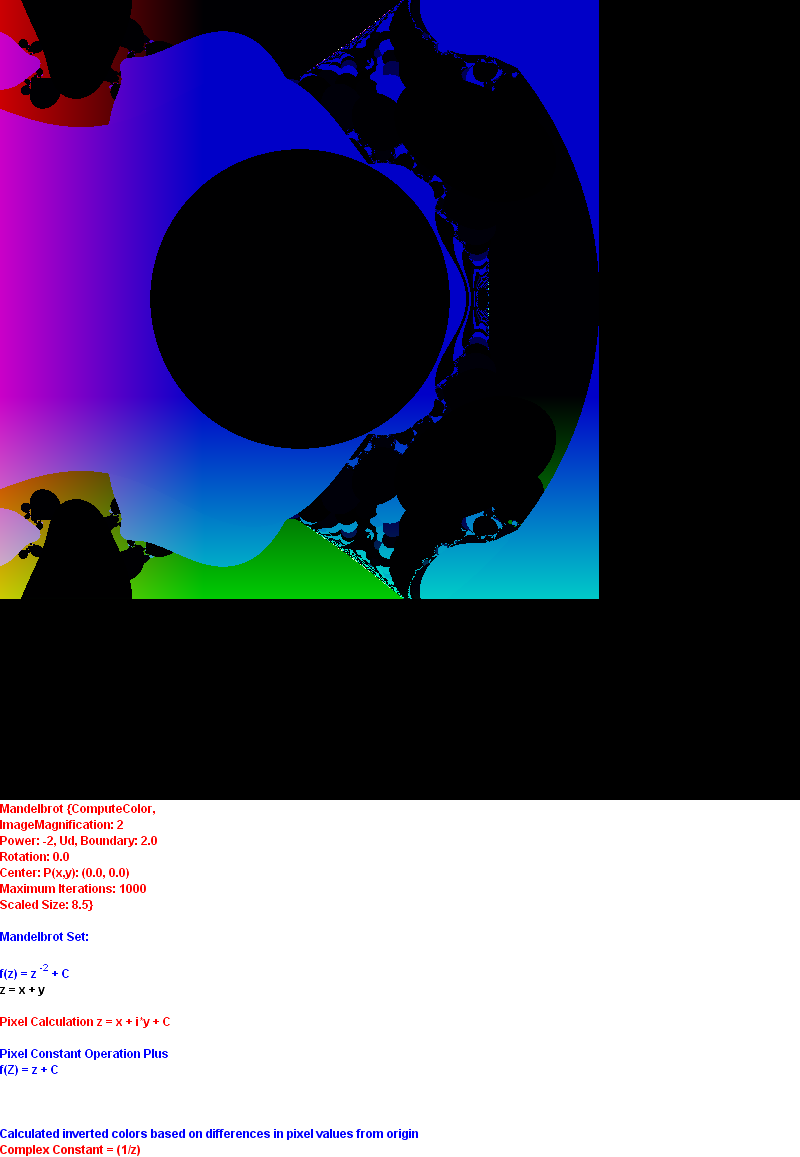 Mandelbrot {ComputeColor,
ImageMagnification: 2
Power: -2, Ud, Boundary: 2.0
Rotation: 0.0
Center: P(x,y): (0.0, 0.0)
Maximum Iterations: 1000
Scaled Size: 8.5}
Mandelbrot Set:
f(z) = z -2 + C
z = x + y
Pixel Calculation z = x + i*y + C
Pixel Constant Operation Plus
f(Z) = z + C
Calculated inverted colors based on differences in pixel values from origin
Complex Constant = (1/z)